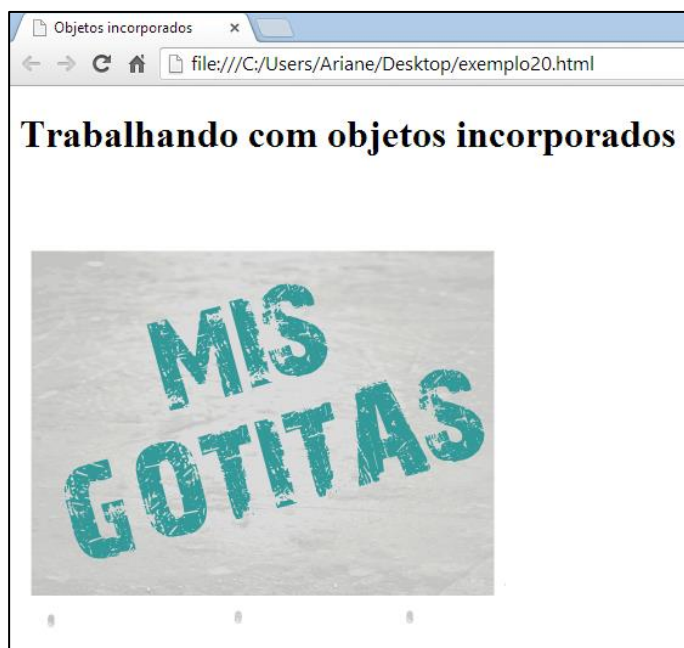 Objetos incorporados
file:///C:/Users/Ariane/Desktop/exemplo20.html
Trabalhando com objetos incorporados
MIS
GOTITAS